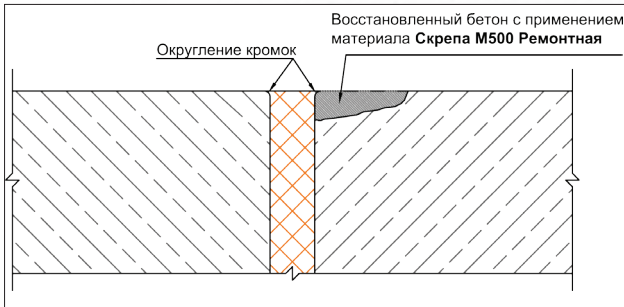 Восстановленный бетон с применением
материала Скрепа М500 Ремонтная
Округление кромок